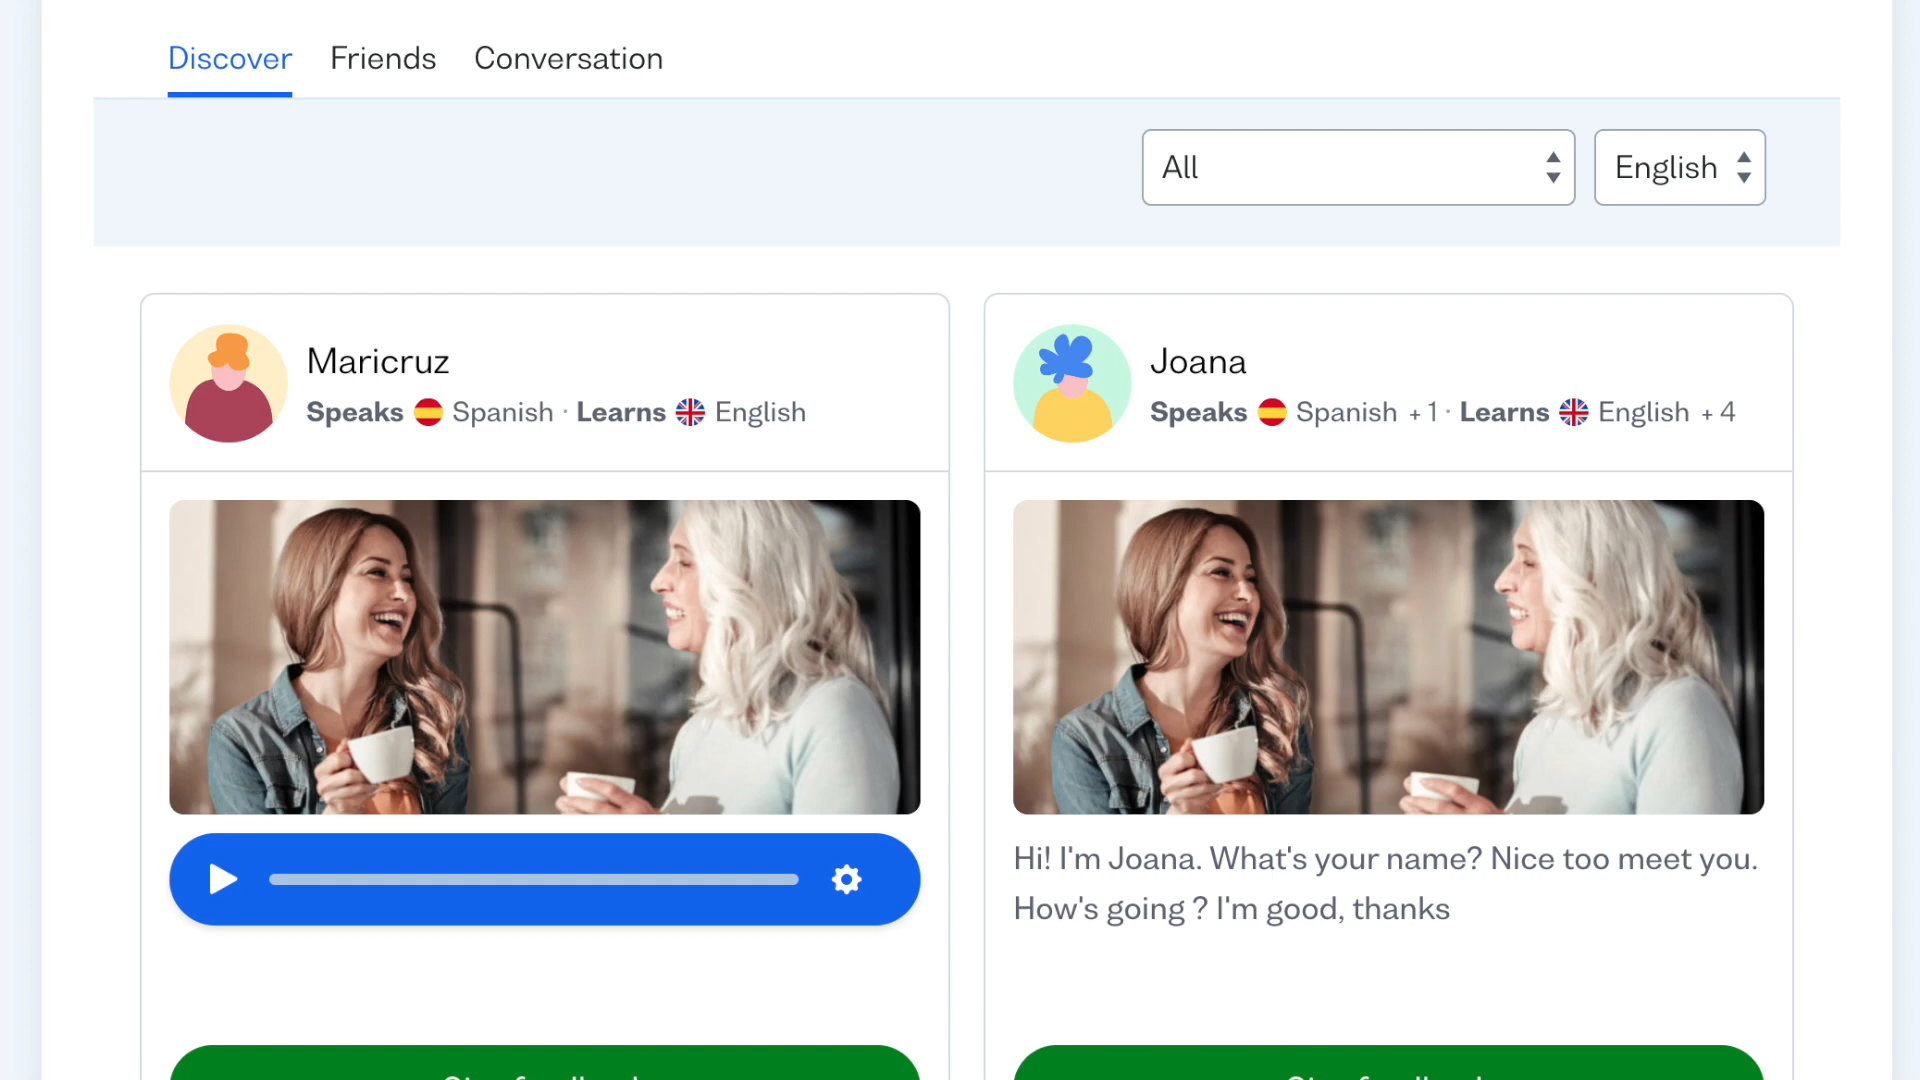 Discover Friends Conversation
All English
Maricruz
Speaks Spanish · Learns English
Joana
Speaks Spanish + 1 · Learns English + 4
Hi! I'm Joana. What's your name? Nice too meet you.
How's going ? I'm good, thanks